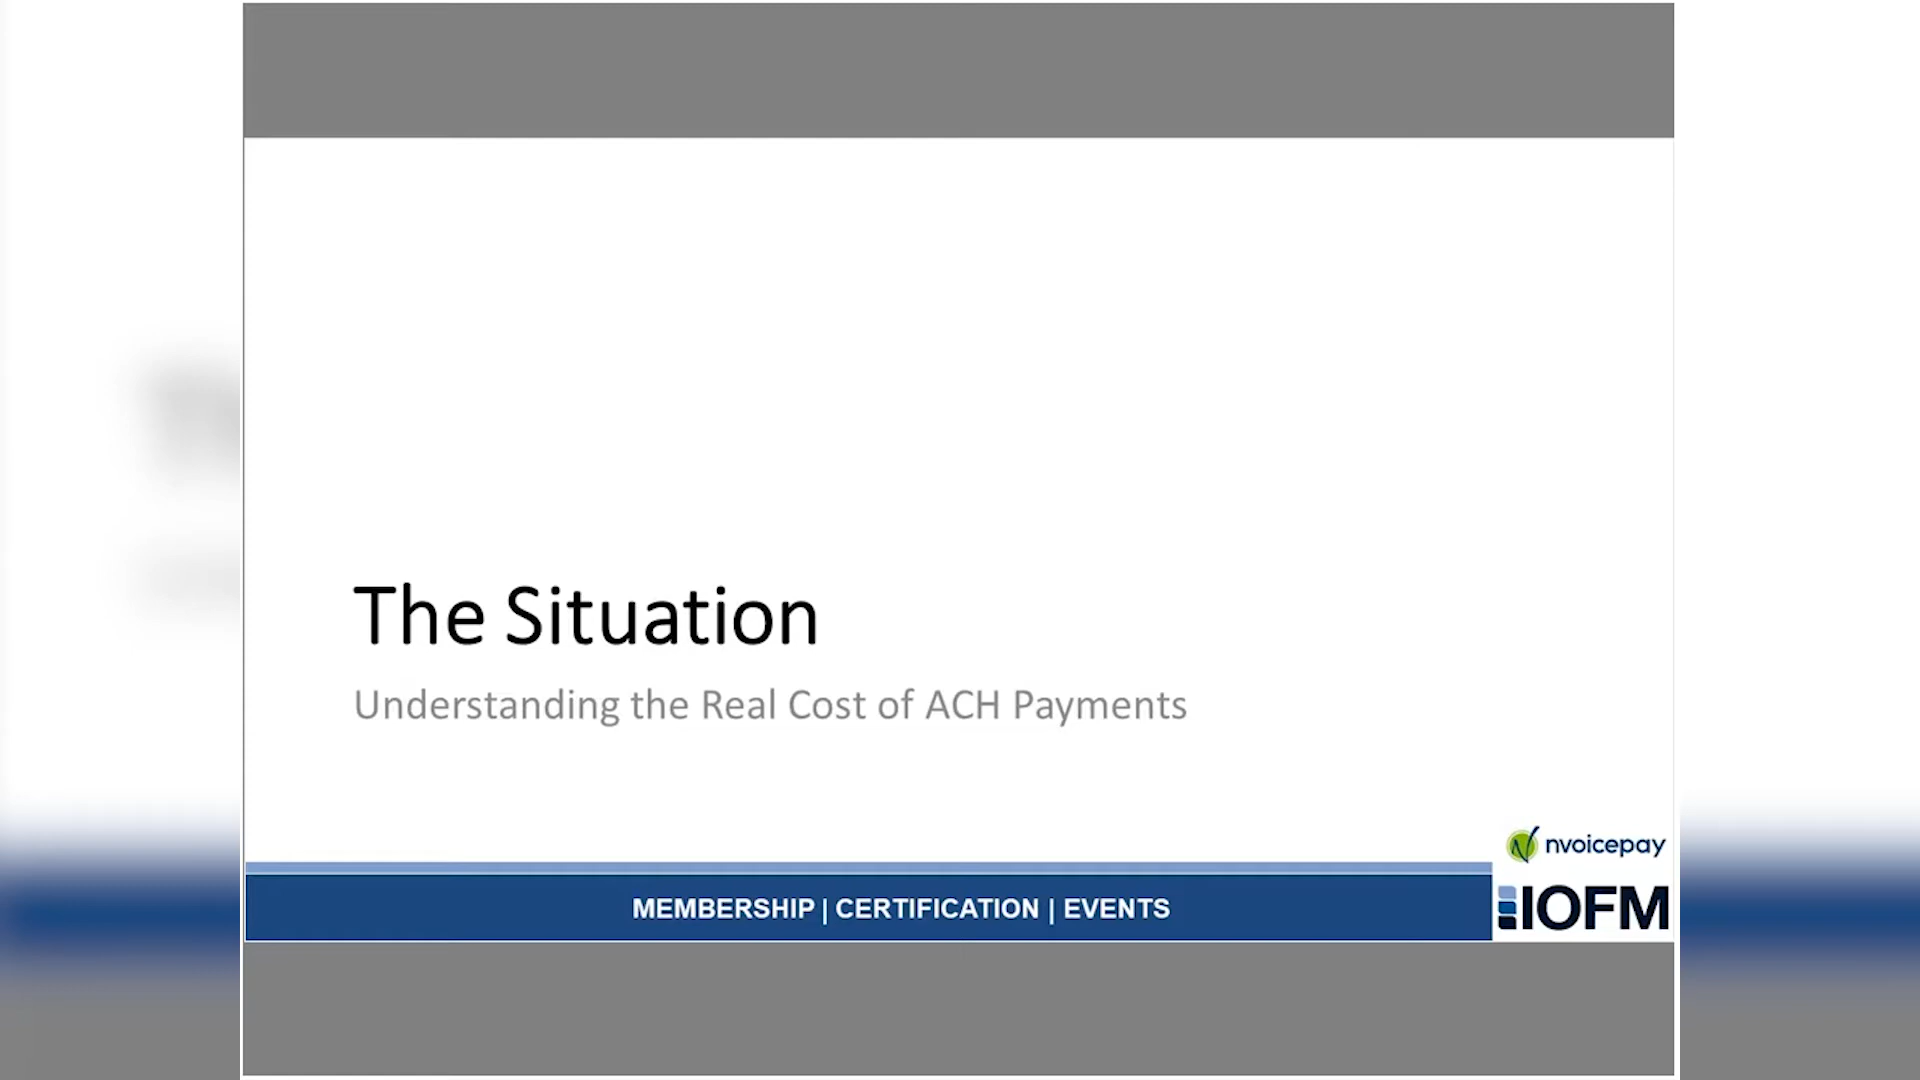 The Situation
Understanding the Real Cost of ACH Payments
nvoicepay
MEMBERSHIP | CERTIFICATION | EVENTS
IOFM